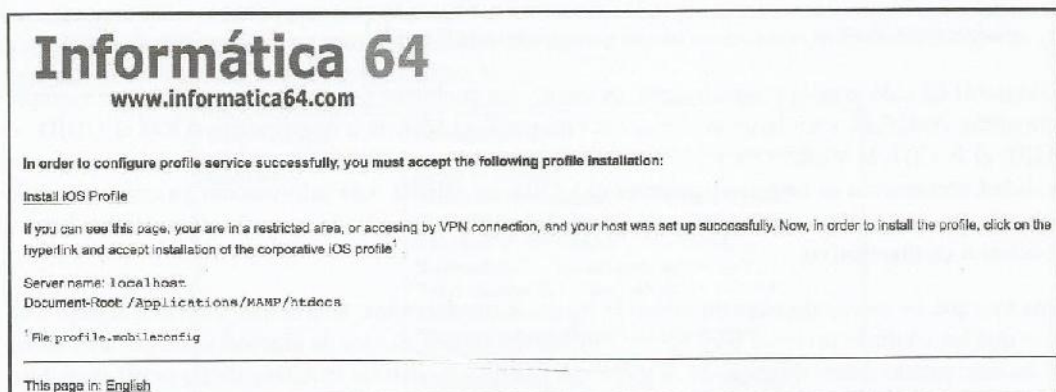 Informática 64
www.informatica64.com
In order to configure profile service successfully, you must accept the following profile installation:
Install iOS Profile
If you can see this page, your are in a restricted area, or accesing by VPN connection, and your host was set up successfully. Now, in order to install the profile, click on the
hyperlink and accept installation of the corporative iOS profile¹.
Server name: localhost
Document-Root: /Applications/MAMP/htdocs
¹File: profile.mobileconfig
This page in: English